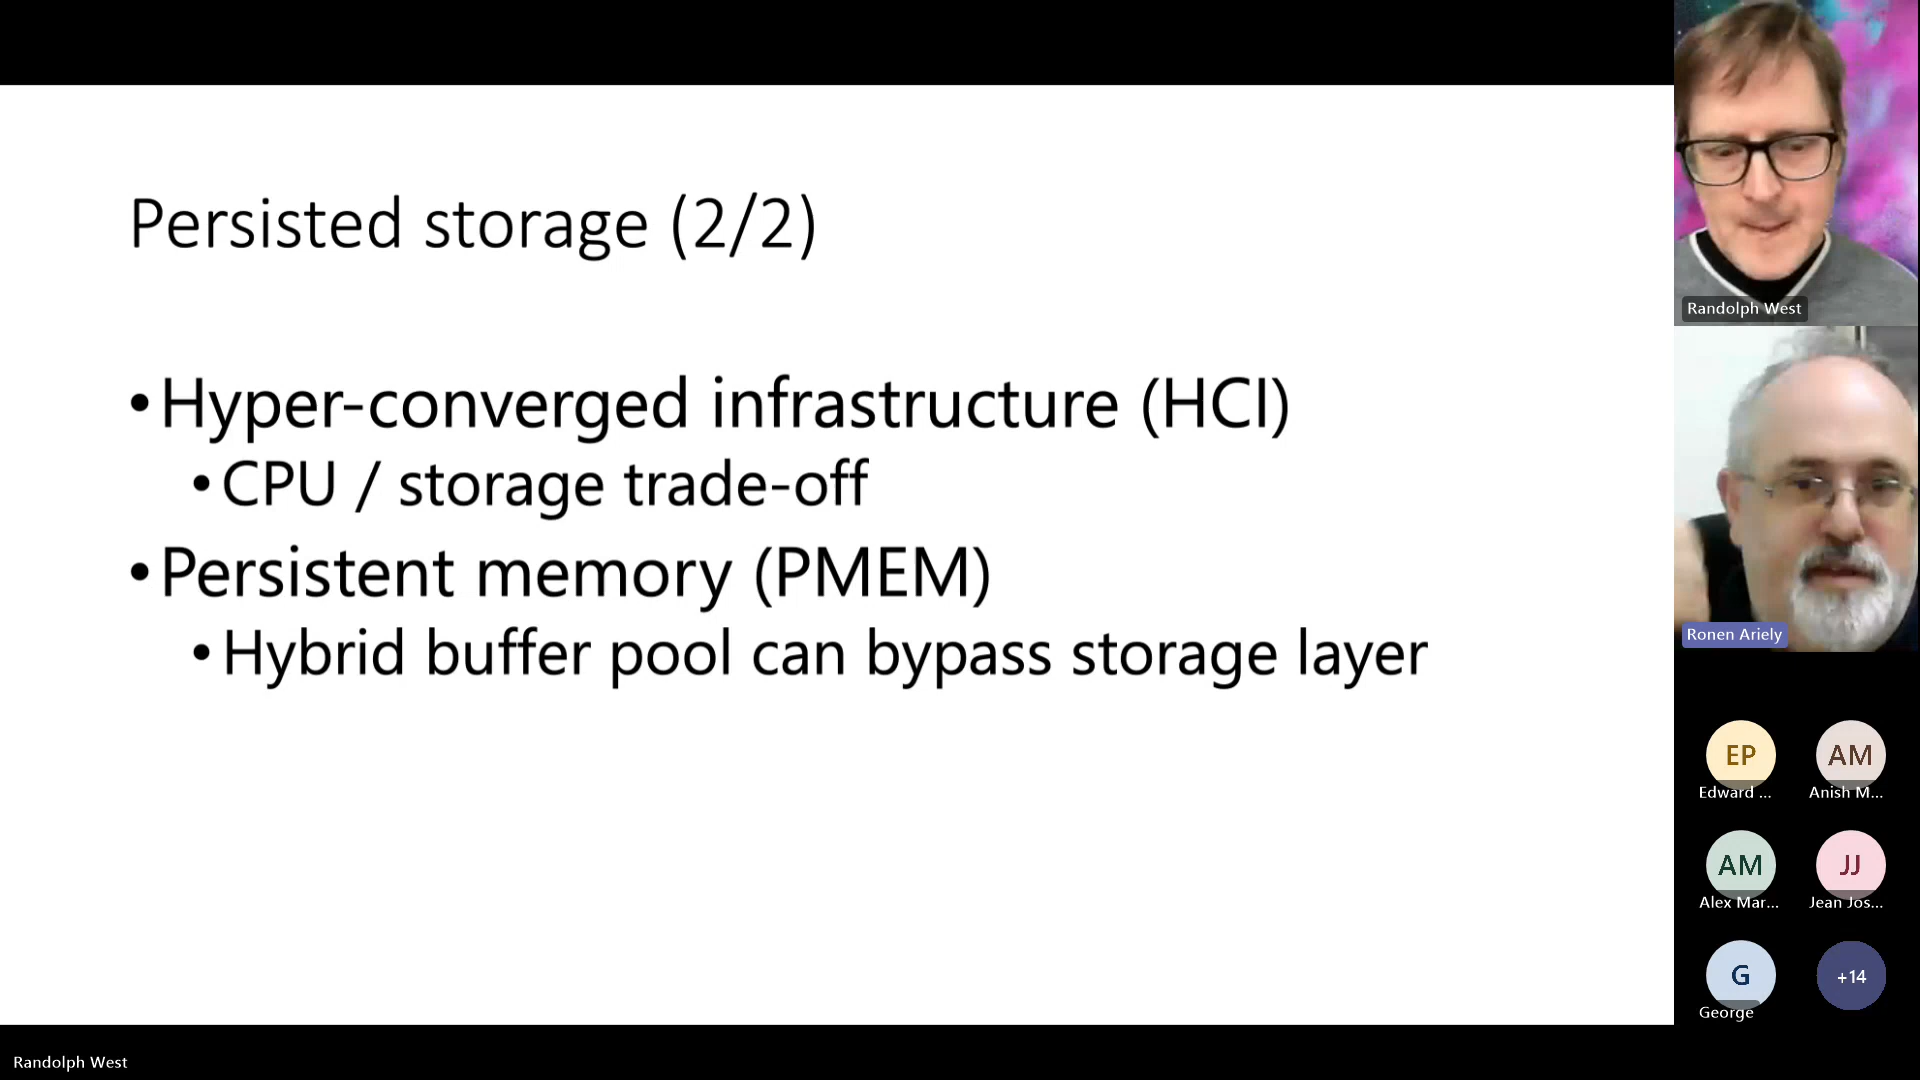 Persisted storage (2/2)
•Hyper-converged infrastructure (HCI)
•CPU / storage trade-off
•Persistent memory (PMEM)
•Hybrid buffer pool can bypass storage layer
Randolph West
Ronen Ariely
EP
Edward ...
AM
Anish M...
AM
Alex Mar...
JJ
Jean Jos...
G
George
+14
Randolph West